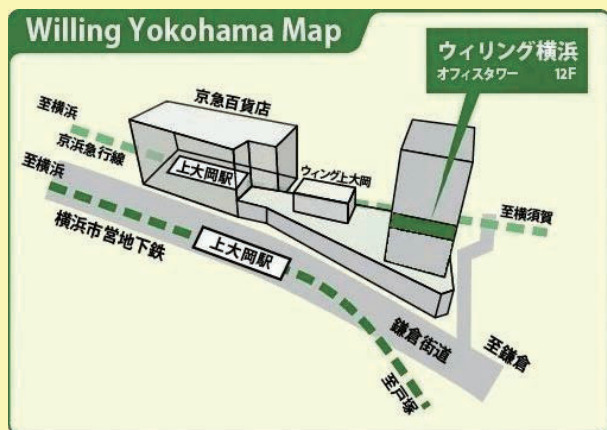 Willing Yokohama Map
ウィリング横浜
オフィスタワー 12F
京急百貨店
至横浜
京浜急行線
上大岡駅
ウィング上大岡
至横須賀
至横浜
横浜市営地下鉄
上大岡駅
鎌倉街道
至鎌倉
至戸塚